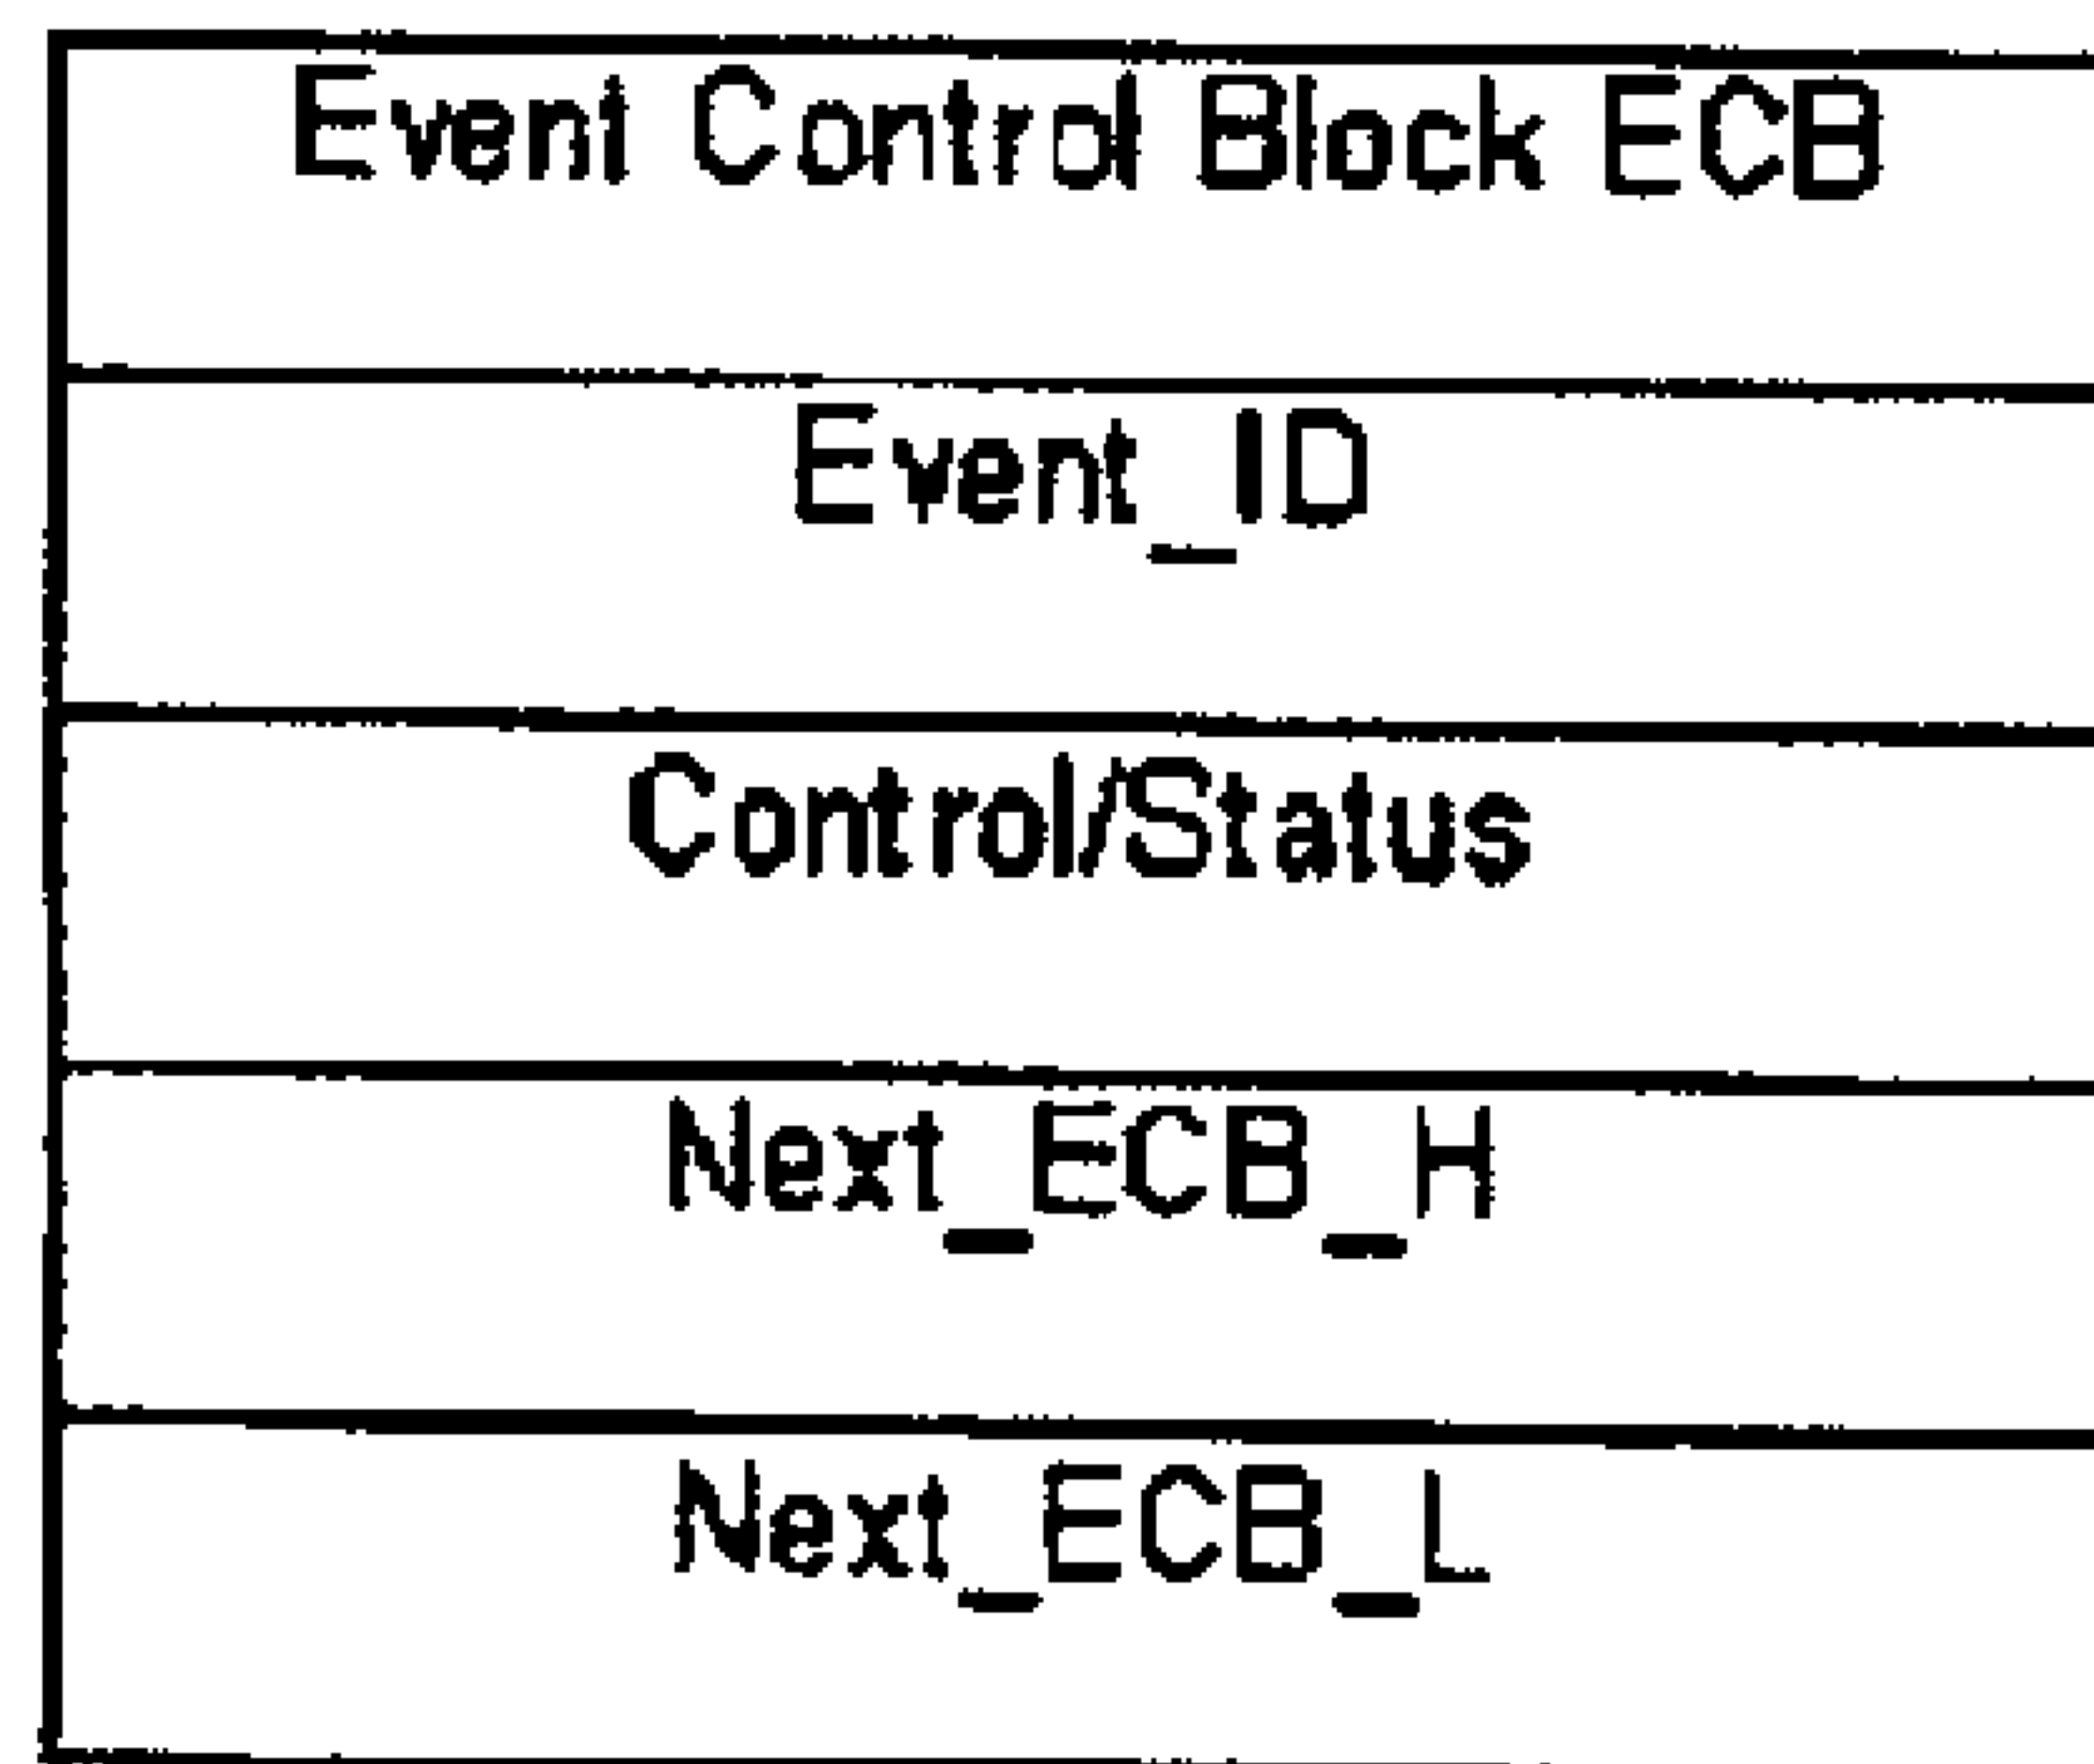 Event Control Block ECB
Event_ID
Control/Status
Next_ECB_H
Next_ECB_L